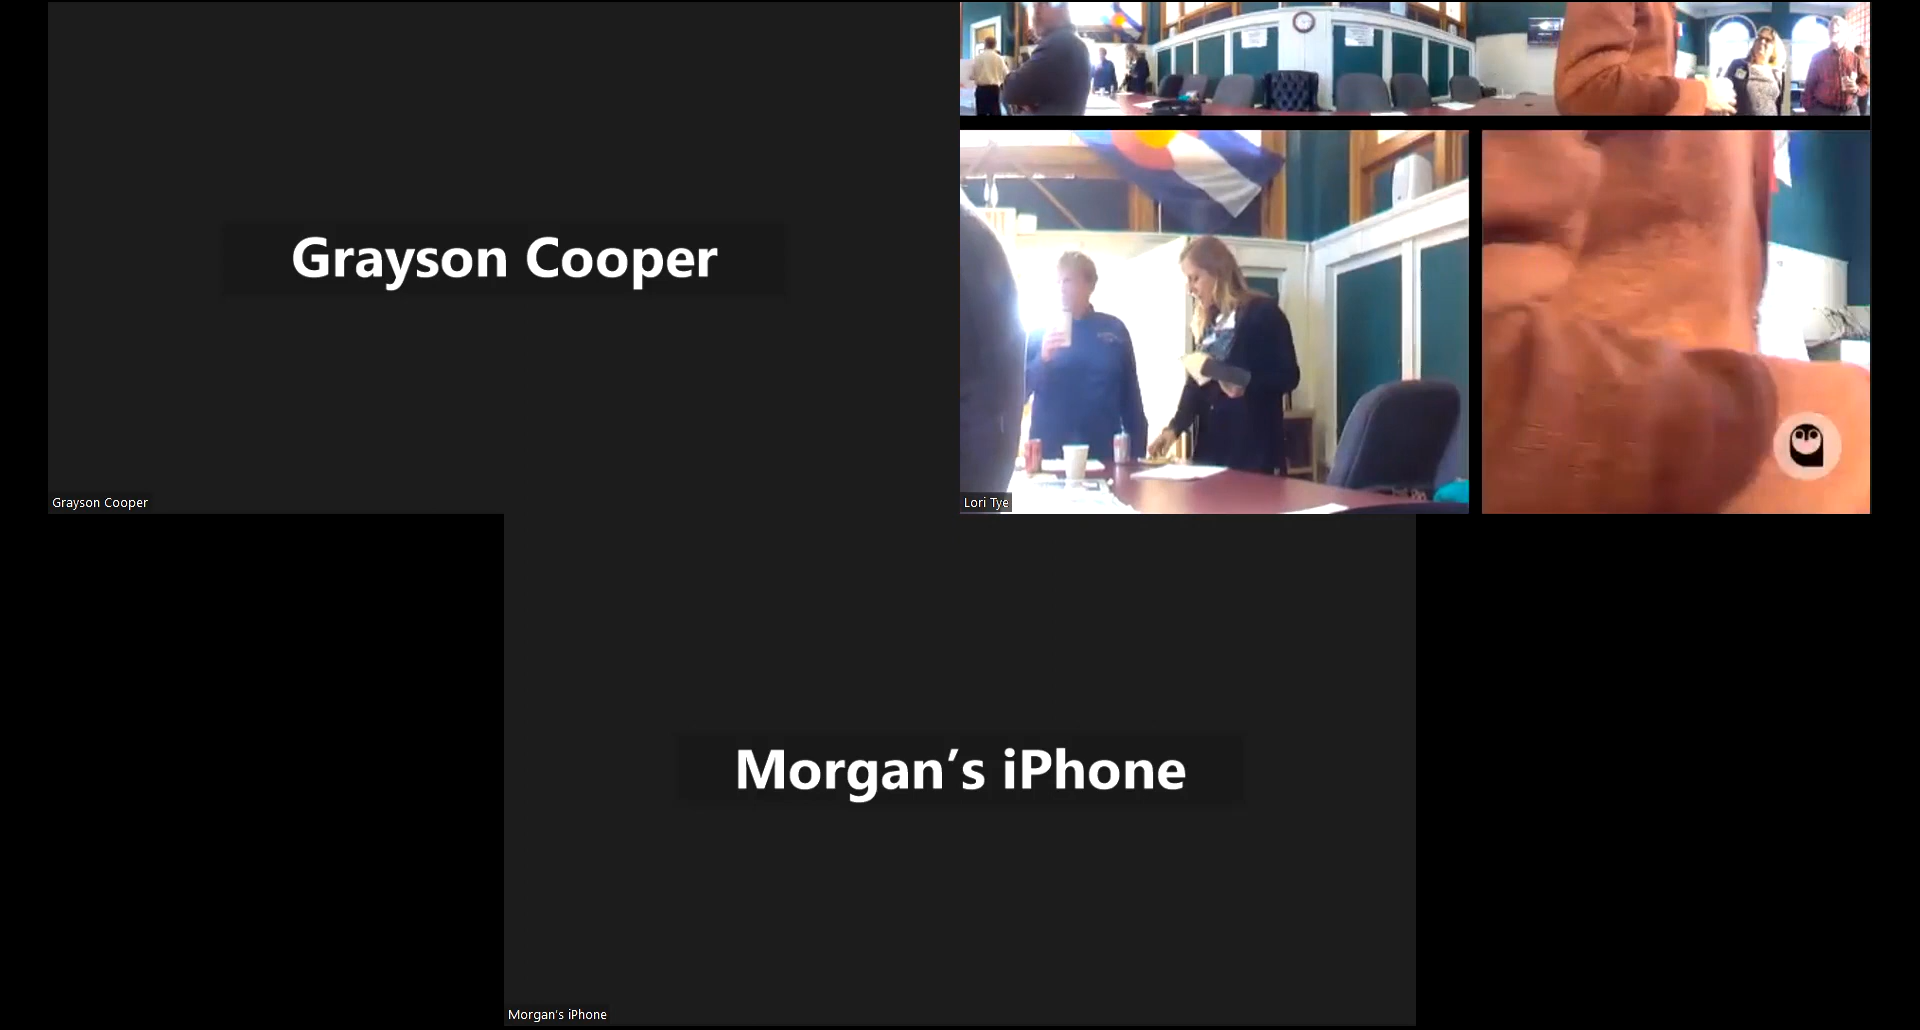 Grayson Cooper
Grayson Cooper
Lori Tye
Morgan’s iPhone
Morgan's iPhone